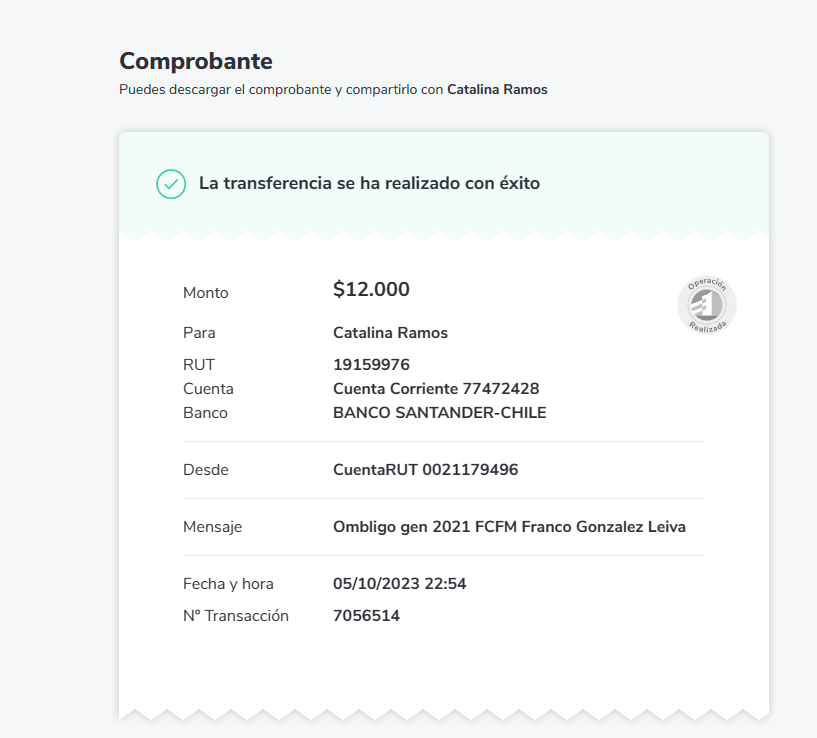 Comprobante
Puedes descargar el comprobante y compartirlo con Catalina Ramos
La transferencia se ha realizado con éxito
Monto $12.000
Operación
Realizada
Para Catalina Ramos
RUT 19159976
Cuenta Cuenta Corriente 77472428
Banco BANCO SANTANDER-CHILE
Desde CuentaRUT 0021179496
Mensaje Ombligo gen 2021 FCFM Franco Gonzalez Leiva
Fecha y hora 05/10/2023 22:54
Nº Transacción 7056514